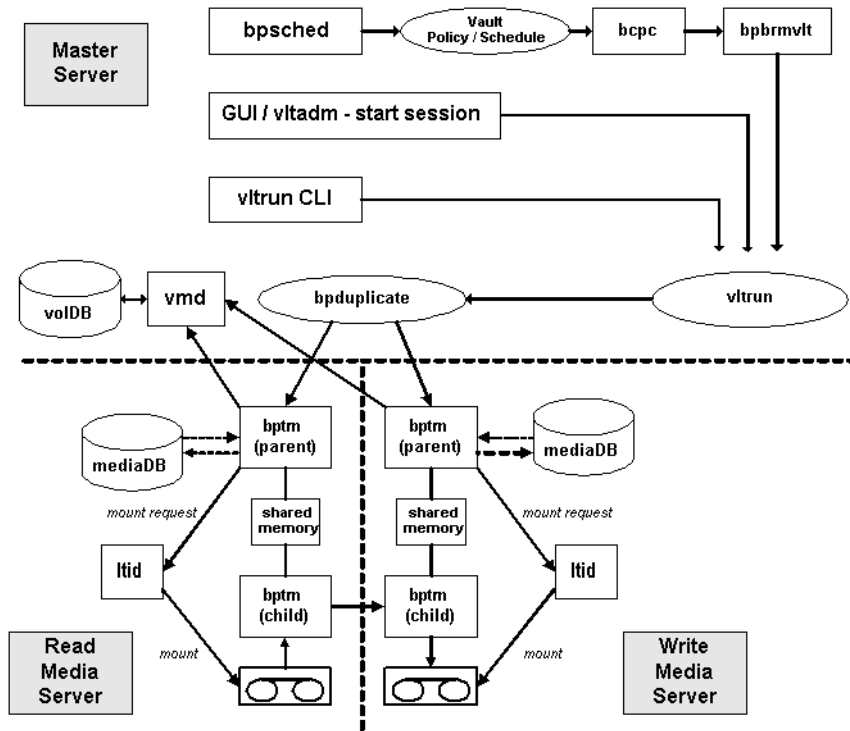 Master
Server
bpsched
Vault
Policy / Schedule
bcpc
bpbrmvlt
GUI / vltadm - start session
vltrun CLI
volDB
vmd
bpduplicate
vltrun
mediaDB
bptm
(parent)
bptm
(parent)
mediaDB
mount request
shared
memory
shared
memory
mount request
ltid
bptm
(child)
bptm
(child)
ltid
Read
Media
Server
mount
mount
Write
Media
Server